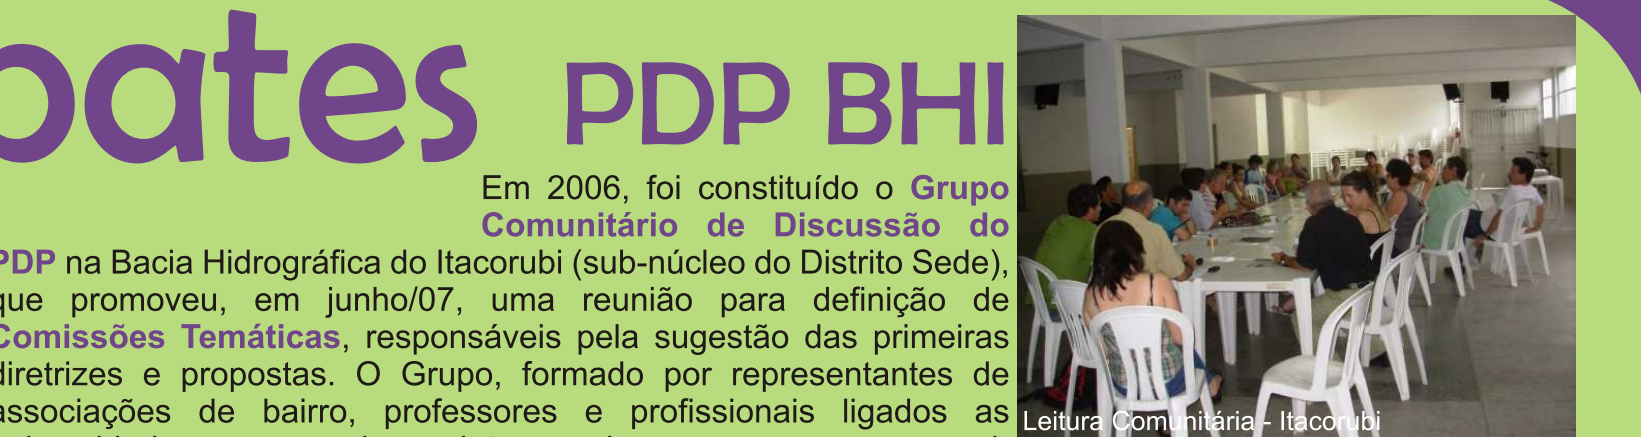 bates PDP BHI
Em 2006, foi constituído o Grupo
Comunitário de Discussão do
PDP na Bacia Hidrográfica do Itacorubi (sub-núcleo do Distrito Sede),
que promoveu, em junho/07, uma reunião para definição de
Comissões Temáticas, responsáveis pela sugestão das primeiras
diretrizes e propostas. O Grupo, formado por representantes de
associações de bairro, professores e profissionais ligados as
Leitura Comunitária - Itacorubi